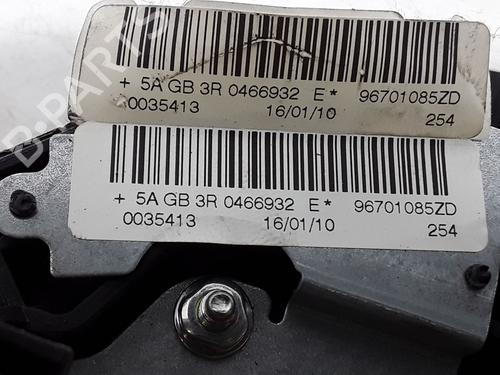 + 5A GB 3R 0466932 E* 96701085ZD
0035413 16/01/10 254
+ 5A GB 3R 0466932 E* 96701085ZD
0035413 16/01/10 254
B-PARTS